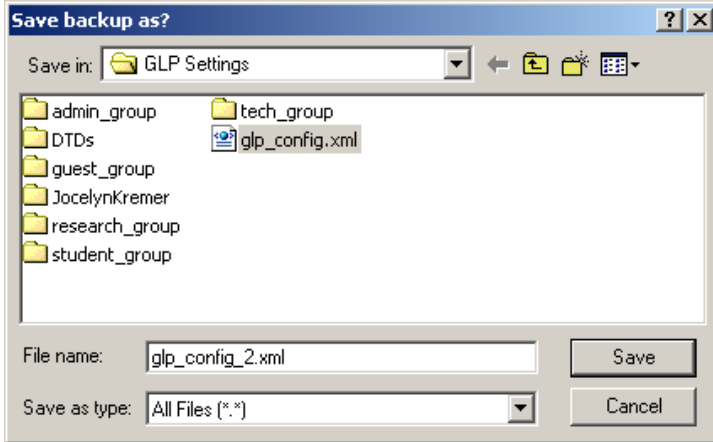 Save backup as?
Save in: GLP Settings
admin_group tech_group
DTDs glp_config.xml
guest_group
JocelynKremer
research_group
student_group
File name: glp_config_2.xml Save
Save as type: All Files (*.*) Cancel